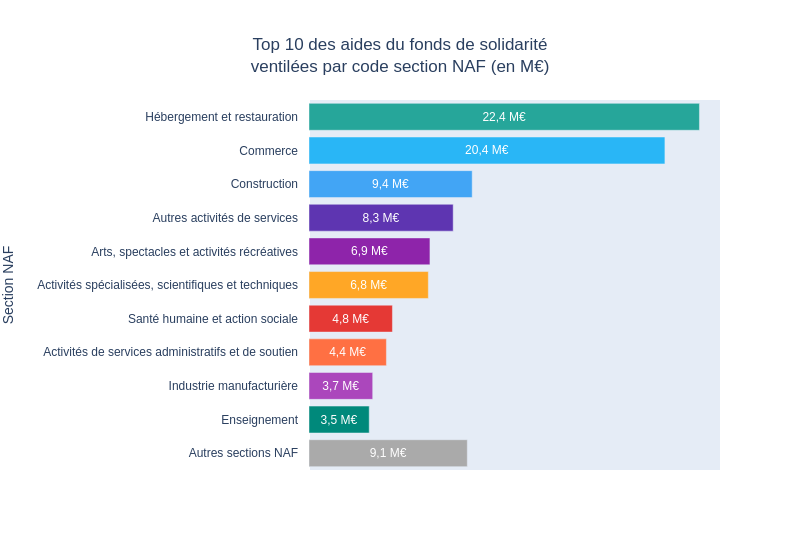 Top 10 des aides du fonds de solidarité
ventilées par code section NAF (en M€)
Section NAF
Hébergement et restauration 22,4 M€
Commerce 20,4 M€
Construction 9,4 M€
Autres activités de services 8,3 M€
Arts, spectacles et activités récréatives 6,9 M€
Activités spécialisées, scientifiques et techniques 6,8 M€
Santé humaine et action sociale 4,8 M€
Activités de services administratifs et de soutien 4,4 M€
Industrie manufacturière 3,7 M€
Enseignement 3,5 M€
Autres sections NAF 9,1 M€